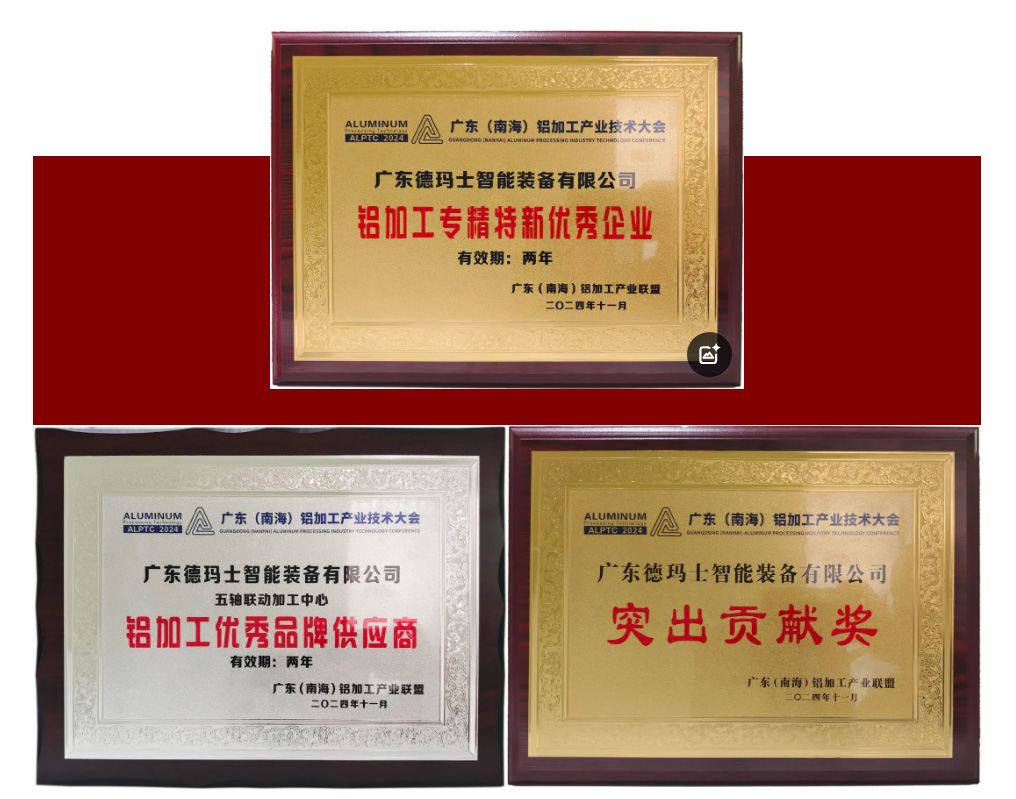 ALUMINUM
Processing Technology
ALPTC 2024
广东（南海）铝加工产业技术大会
GUANGDONG (NANHAI) ALUMINUM PROCESSING INDUSTRY TECHNOLOGY CONFERENCE
广东德玛士智能装备有限公司
铝加工专精特新优秀企业
有效期：两年
广东（南海）铝加工产业联盟
二〇二四年十一月
ALUMINUM
Processing Technology
ALPTC 2024
广东（南海）铝加工产业技术大会
GUANGDONG (NANHAI) ALUMINUM PROCESSING INDUSTRY TECHNOLOGY CONFERENCE
广东德玛士智能装备有限公司
五轴联动加工中心
铝加工优秀品牌供应商
有效期：两年
广东（南海）铝加工产业联盟
二〇二四年十一月
ALUMINUM
Processing Technology
ALPTC 2024
广东（南海）铝加工产业技术大会
GUANGDONG (NANHAI) ALUMINUM PROCESSING INDUSTRY TECHNOLOGY CONFERENCE
广东德玛士智能装备有限公司
突出贡献奖
广东（南海）铝加工产业联盟
二〇二四年十一月